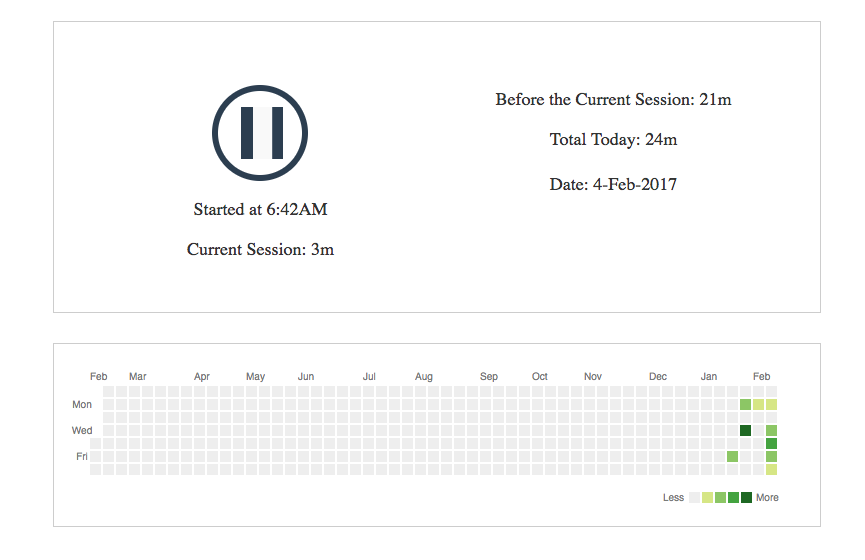 Before the Current Session: 21m
Total Today: 24m
Date: 4-Feb-2017
Started at 6:42AM
Current Session: 3m
Feb Mar Apr May Jun Jul Aug Sep Oct Nov Dec Jan Feb
Mon
Wed
Fri
Less More